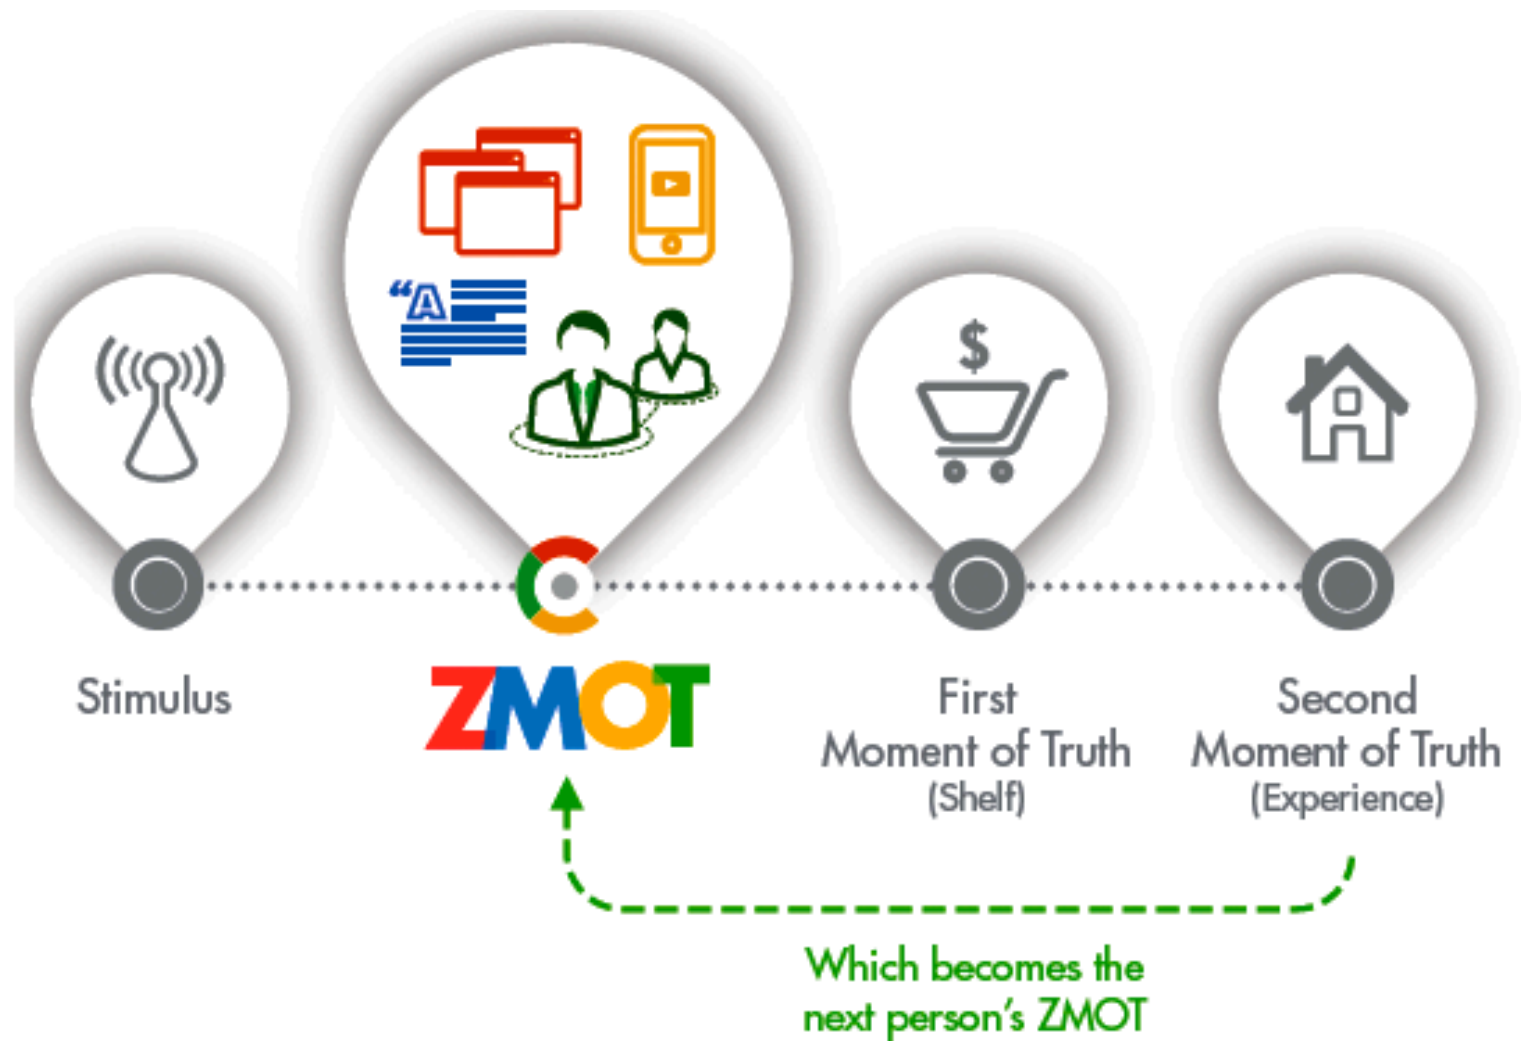 “A
$
Stimulus
ZMOT
First
Moment of Truth
(Shelf)
Second
Moment of Truth
(Experience)
Which becomes the
next person’s ZMOT